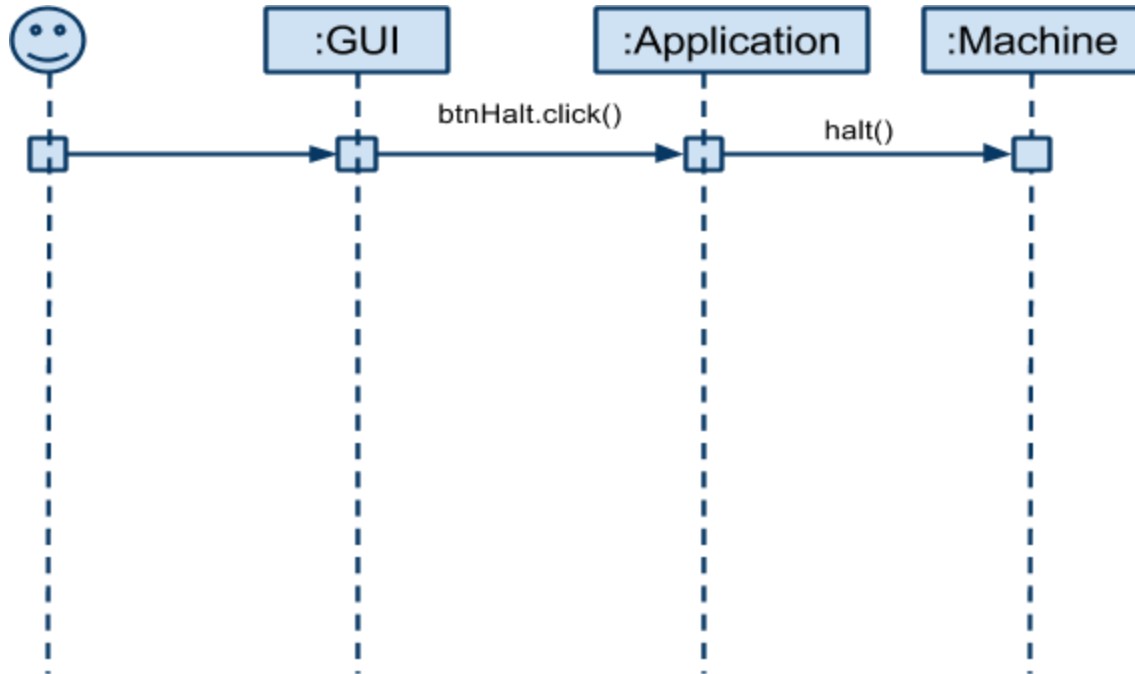 :GUI
:Application
:Machine
btnHalt.click()
halt()